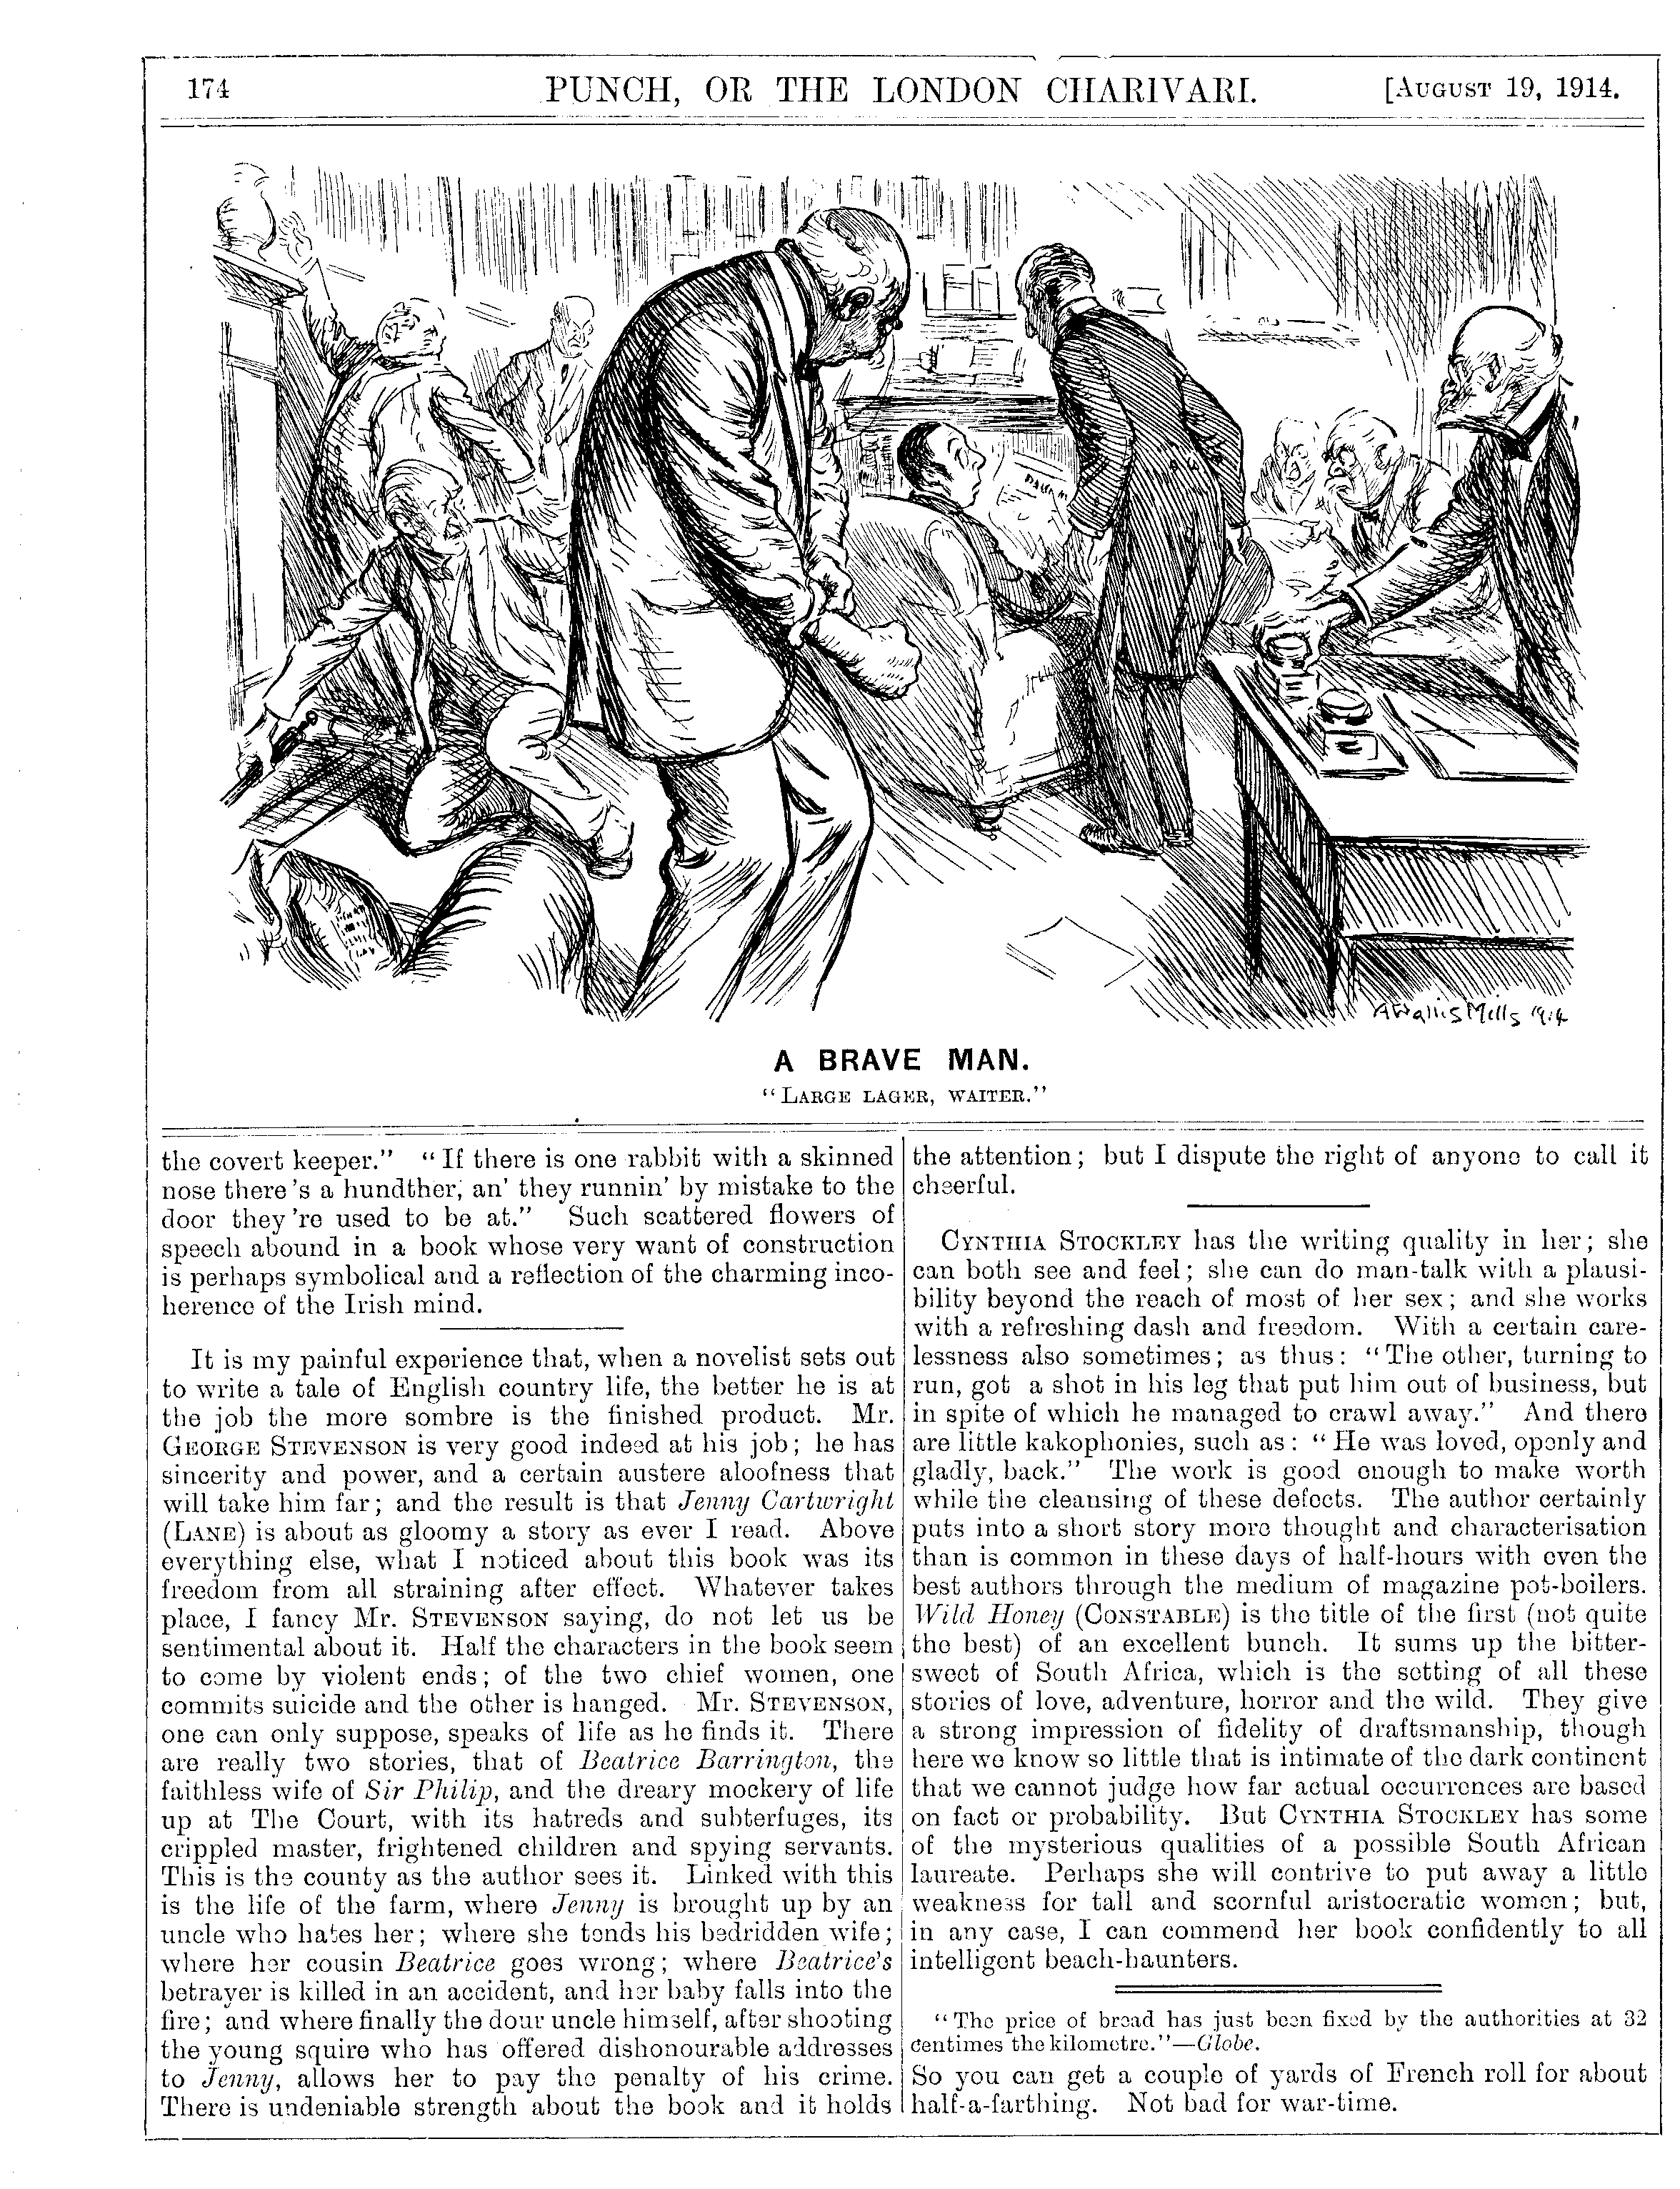 174
PUNCH, OR THE LONDON CHARIVARI.
[AUGUST 19, 1914.
A Wallis Mills 1914
A BRAVE MAN.
"LARGE LAGER, WAITER."
the covert keeper." "If there is one rabbit with a skinned
nose there's a hundther, an' they runnin' by mistake to the
door they're used to be at." Such scattered flowers of
speech abound in a book whose very want of construction
is perhaps symbolical and a reflection of the charming inco-
herence of the Irish mind.
It is my painful experience that, when a novelist sets out
to write a tale of English country life, the better he is at
the job the more sombre is the finished product. Mr.
GEORGE STEVENSON is very good indeed at his job; he has
sincerity and power, and a certain austere aloofness that
will take him far; and the result is that Jenny Cartwright
(LANE) is about as gloomy a story as ever I read. Above
everything else, what I noticed about this book was its
freedom from all straining after effect. Whatever takes
place, I fancy Mr. STEVENSON saying, do not let us be
sentimental about it. Half the characters in the book seem
to come by violent ends; of the two chief women, one
commits suicide and the other is hanged. Mr. STEVENSON,
one can only suppose, speaks of life as he finds it. There
are really two stories, that of Beatrice Barrington, the
faithless wife of Sir Philip, and the dreary mockery of life
up at The Court, with its hatreds and subterfuges, its
crippled master, frightened children and spying servants.
This is the county as the author sees it. Linked with this
is the life of the farm, where Jenny is brought up by an
uncle who hates her; where she tends his bedridden wife;
where her cousin Beatrice goes wrong; where Beatrice's
betrayer is killed in an accident, and her baby falls into the
fire; and where finally the dour uncle himself, after shooting
the young squire who has offered dishonourable addresses
to Jenny, allows her to pay the penalty of his crime.
There is undeniable strength about the book and it holds
the attention; but I dispute the right of anyone to call it
cheerful.
CYNTHIA STOCKLEY has the writing quality in her; she
can both see and feel; she can do man-talk with a plausi-
bility beyond the reach of most of her sex; and she works
with a refreshing dash and freedom. With a certain care-
lessness also sometimes; as thus: "The other, turning to
run, got a shot in his leg that put him out of business, but
in spite of which he managed to crawl away." And there
are little kakophonies, such as: "He was loved, openly and
gladly, back." The work is good enough to make worth
while the cleansing of these defects. The author certainly
puts into a short story more thought and characterisation
than is common in these days of half-hours with even the
best authors through the medium of magazine pot-boilers.
Wild Honey (CONSTABLE) is the title of the first (not quite
the best) of an excellent bunch. It sums up the bitter-
sweet of South Africa, which is the setting of all these
stories of love, adventure, horror and the wild. They give
a strong impression of fidelity of draftsmanship, though
here we know so little that is intimate of the dark continent
that we cannot judge how far actual occurrences are based
on fact or probability. But CYNTHIA STOCKLEY has some
of the mysterious qualities of a possible South African
laureate. Perhaps she will contrive to put away a little
weakness for tall and scornful aristocratic women; but,
in any case, I can commend her book confidently to all
intelligent beach-haunters.
"The price of bread has just been fixed by the authorities at 32
centimes the kilometre."—Globe.
So you can get a couple of yards of French roll for about
half-a-farthing. Not bad for war-time.